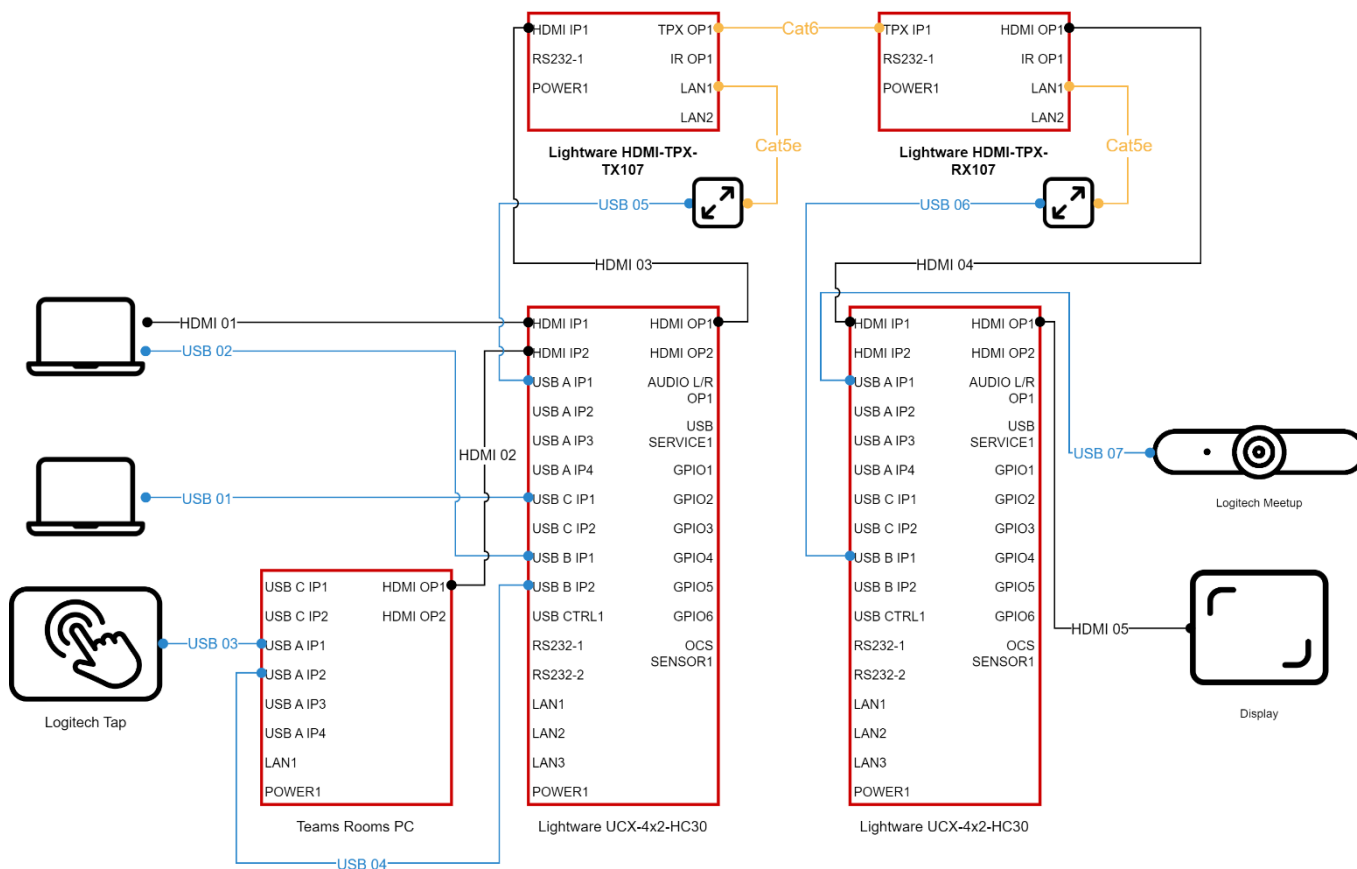 HDMI IP1
TPX OP1
RS232-1
IR OP1
POWER1
LAN1
LAN2
Lightware HDMI-TPX-
TX107
Cat6
TPX IP1
HDMI OP1
RS232-1
IR OP1
POWER1
LAN1
LAN2
Lightware HDMI-TPX-
RX107
Cat5e
Cat5e
USB 05
USB 06
HDMI 03
HDMI 04
HDMI 01
USB 02
HDMI 02
USB 01
USB 03
Logitech Tap
USB C IP1
HDMI OP1
USB C IP2
HDMI OP2
USB A IP1
USB A IP2
USB A IP3
USB A IP4
LAN1
POWER1
Teams Rooms PC
USB 04
HDMI IP1
HDMI OP1
HDMI IP2
HDMI OP2
USB A IP1
AUDIO L/R
OP1
USB A IP2
USB
SERVICE1
USB A IP3
USB A IP4
GPIO1
USB C IP1
GPIO2
USB C IP2
GPIO3
USB B IP1
GPIO4
USB B IP2
GPIO5
USB CTRL1
GPIO6
RS232-1
OCS
SENSOR1
RS232-2
LAN1
LAN2
LAN3
POWER1
Lightware UCX-4x2-HC30
HDMI IP1
HDMI OP1
HDMI IP2
HDMI OP2
USB A IP1
AUDIO L/R
OP1
USB A IP2
USB
SERVICE1
USB A IP3
USB A IP4
GPIO1
USB C IP1
GPIO2
USB C IP2
GPIO3
USB B IP1
GPIO4
USB B IP2
GPIO5
USB CTRL1
GPIO6
RS232-1
OCS
SENSOR1
RS232-2
LAN1
LAN2
LAN3
POWER1
Lightware UCX-4x2-HC30
USB 07
Logitech Meetup
HDMI 05
Display